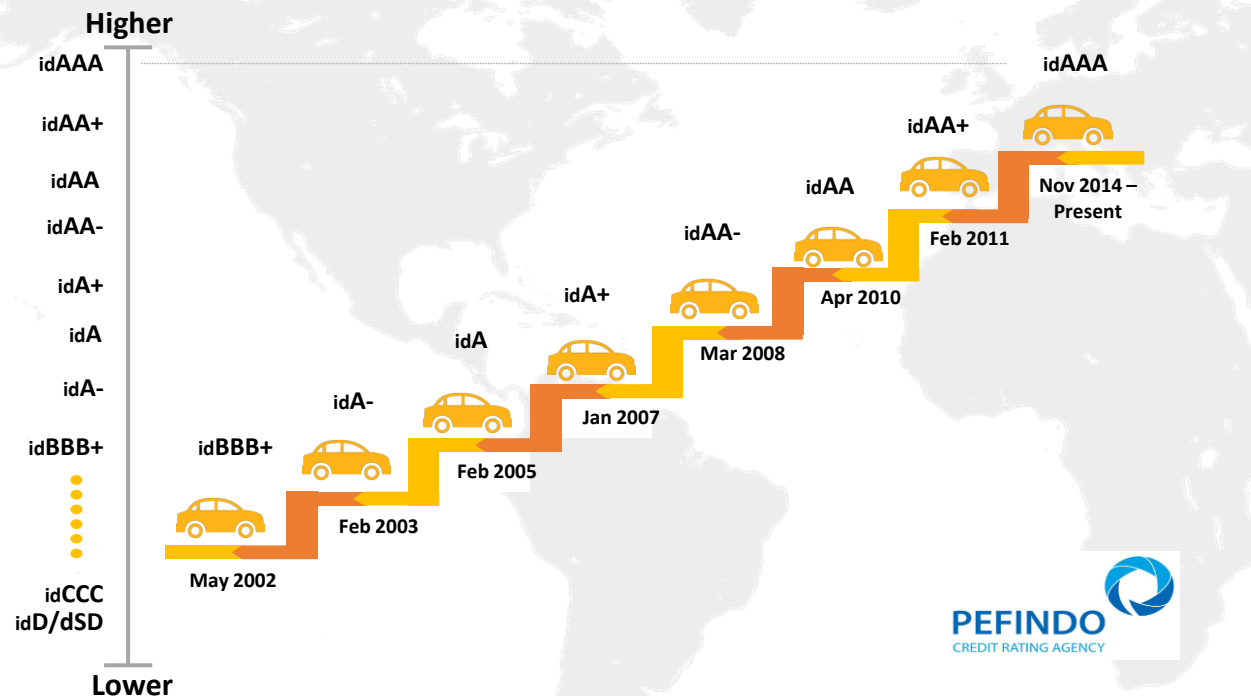 Higher
idAAA
idAA+
idAA
idAA-
idA+
idA
idA-
idBBB+
idCCC
idD/dSD
Lower
idBBB+
May 2002
idA-
Feb 2003
idA
Feb 2005
idA+
Jan 2007
idAA-
Mar 2008
idAA
Apr 2010
idAA+
Feb 2011
idAAA
Nov 2014 –
Present
PEFINDO
CREDIT RATING AGENCY